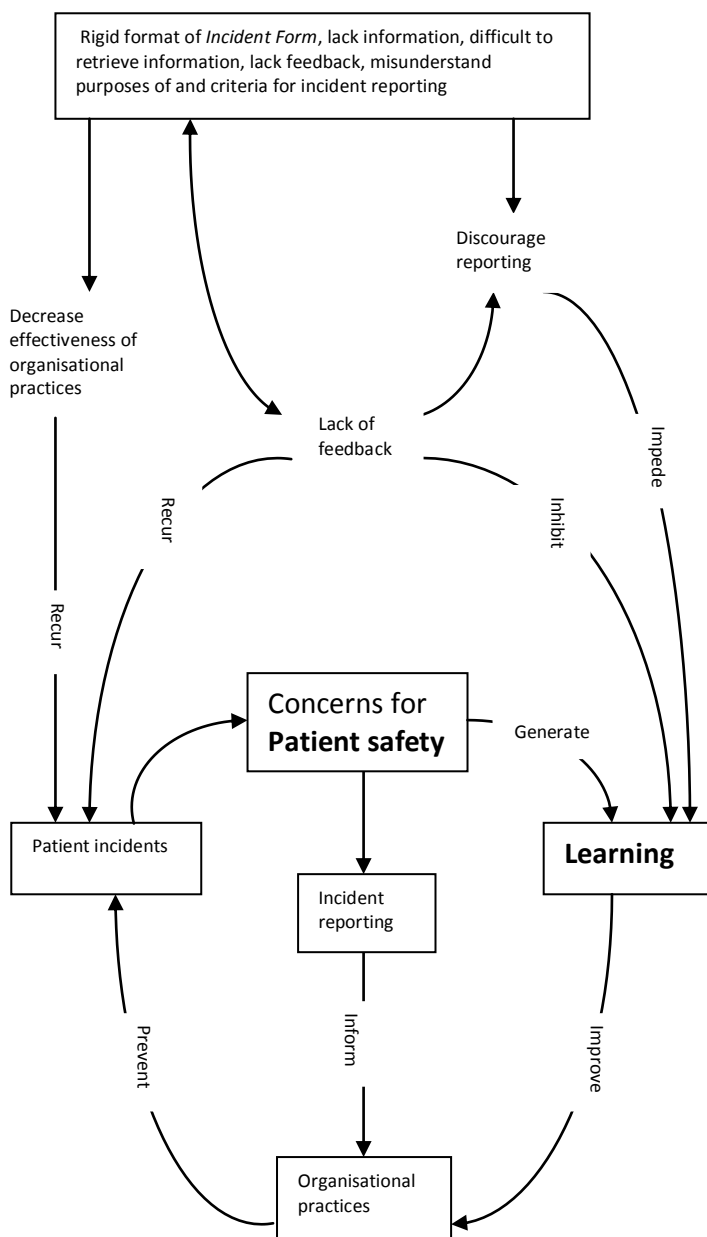 Rigid format of Incident Form, lack information, difficult to
retrieve information, lack feedback, misunderstand
purposes of and criteria for incident reporting
Discourage
reporting
Decrease
effectiveness of
organisational
practices
Lack of
feedback
Impede
Recur
Inhibit
Recur
Concerns for
Patient safety
Generate
Patient incidents
Learning
Incident
reporting
Prevent
Inform
Improve
Organisational
practices